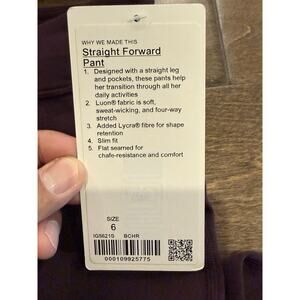 WHY WE MADE THIS
Straight Forward
Pant
1. Designed with a straight leg
and pockets, these pants help
her transition through all her
daily activities
2. Luon® fabric is soft,
sweat-wicking, and four-way
stretch
3. Added Lycra® fibre for shape
retention
4. Slim fit
5. Flat seamed for
chafe-resistance and comfort
SIZE
6
IG5621S BCHR
000109925775